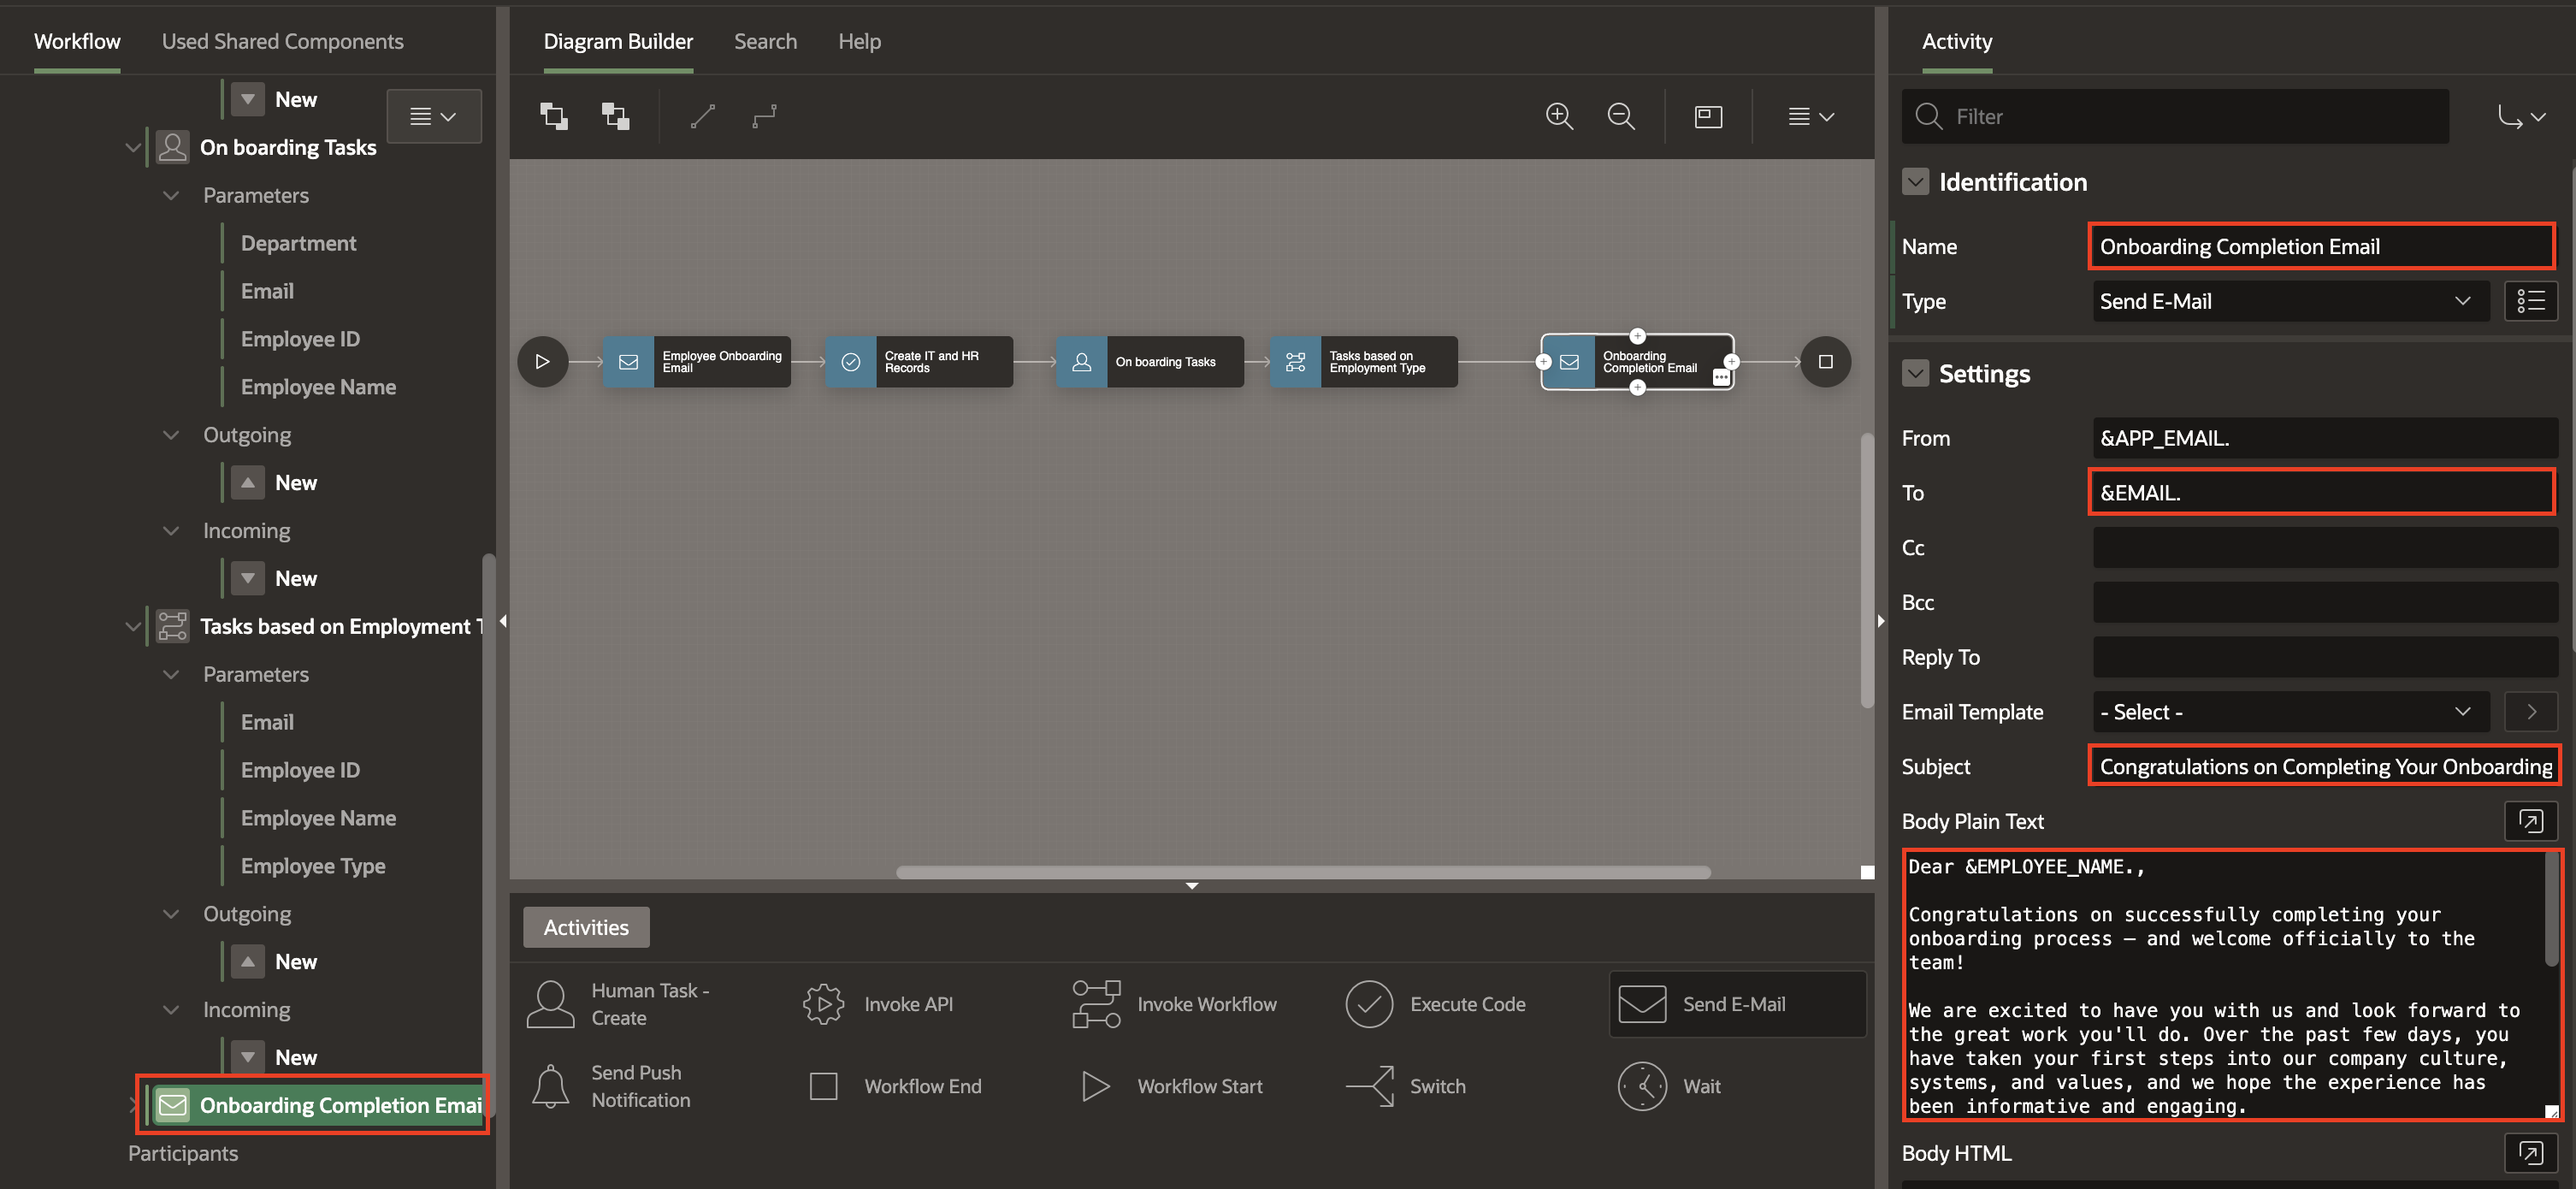 Workflow
Used Shared Components
New
On boarding Tasks
Parameters
Department
Email
Employee ID
Employee Name
Outgoing
New
Incoming
New
Tasks based on Employment T
Parameters
Email
Employee ID
Employee Name
Employee Type
Outgoing
New
Incoming
New
Onboarding Completion Emai
Participants
Diagram Builder
Search
Help
Employee Onboarding
Email
Create IT and HR
Records
On boarding Tasks
Tasks based on
Employment Type
Onboarding
Completion Email
Activities
Human Task -
Create
Invoke API
Invoke Workflow
Execute Code
Send E-Mail
Send Push
Notification
Workflow End
Workflow Start
Switch
Wait
Activity
Filter
Identification
Name
Onboarding Completion Email
Type
Send E-Mail
Settings
From
&APP_EMAIL.
To
&EMAIL.
Cc
Bcc
Reply To
Email Template
- Select -
Subject
Congratulations on Completing Your Onboarding
Body Plain Text
Dear &EMPLOYEE_NAME.,
Congratulations on successfully completing your
onboarding process – and welcome officially to the
team!
We are excited to have you with us and look forward to
the great work you'll do. Over the past few days, you
have taken your first steps into our company culture,
systems, and values, and we hope the experience has
been informative and engaging.
Body HTML